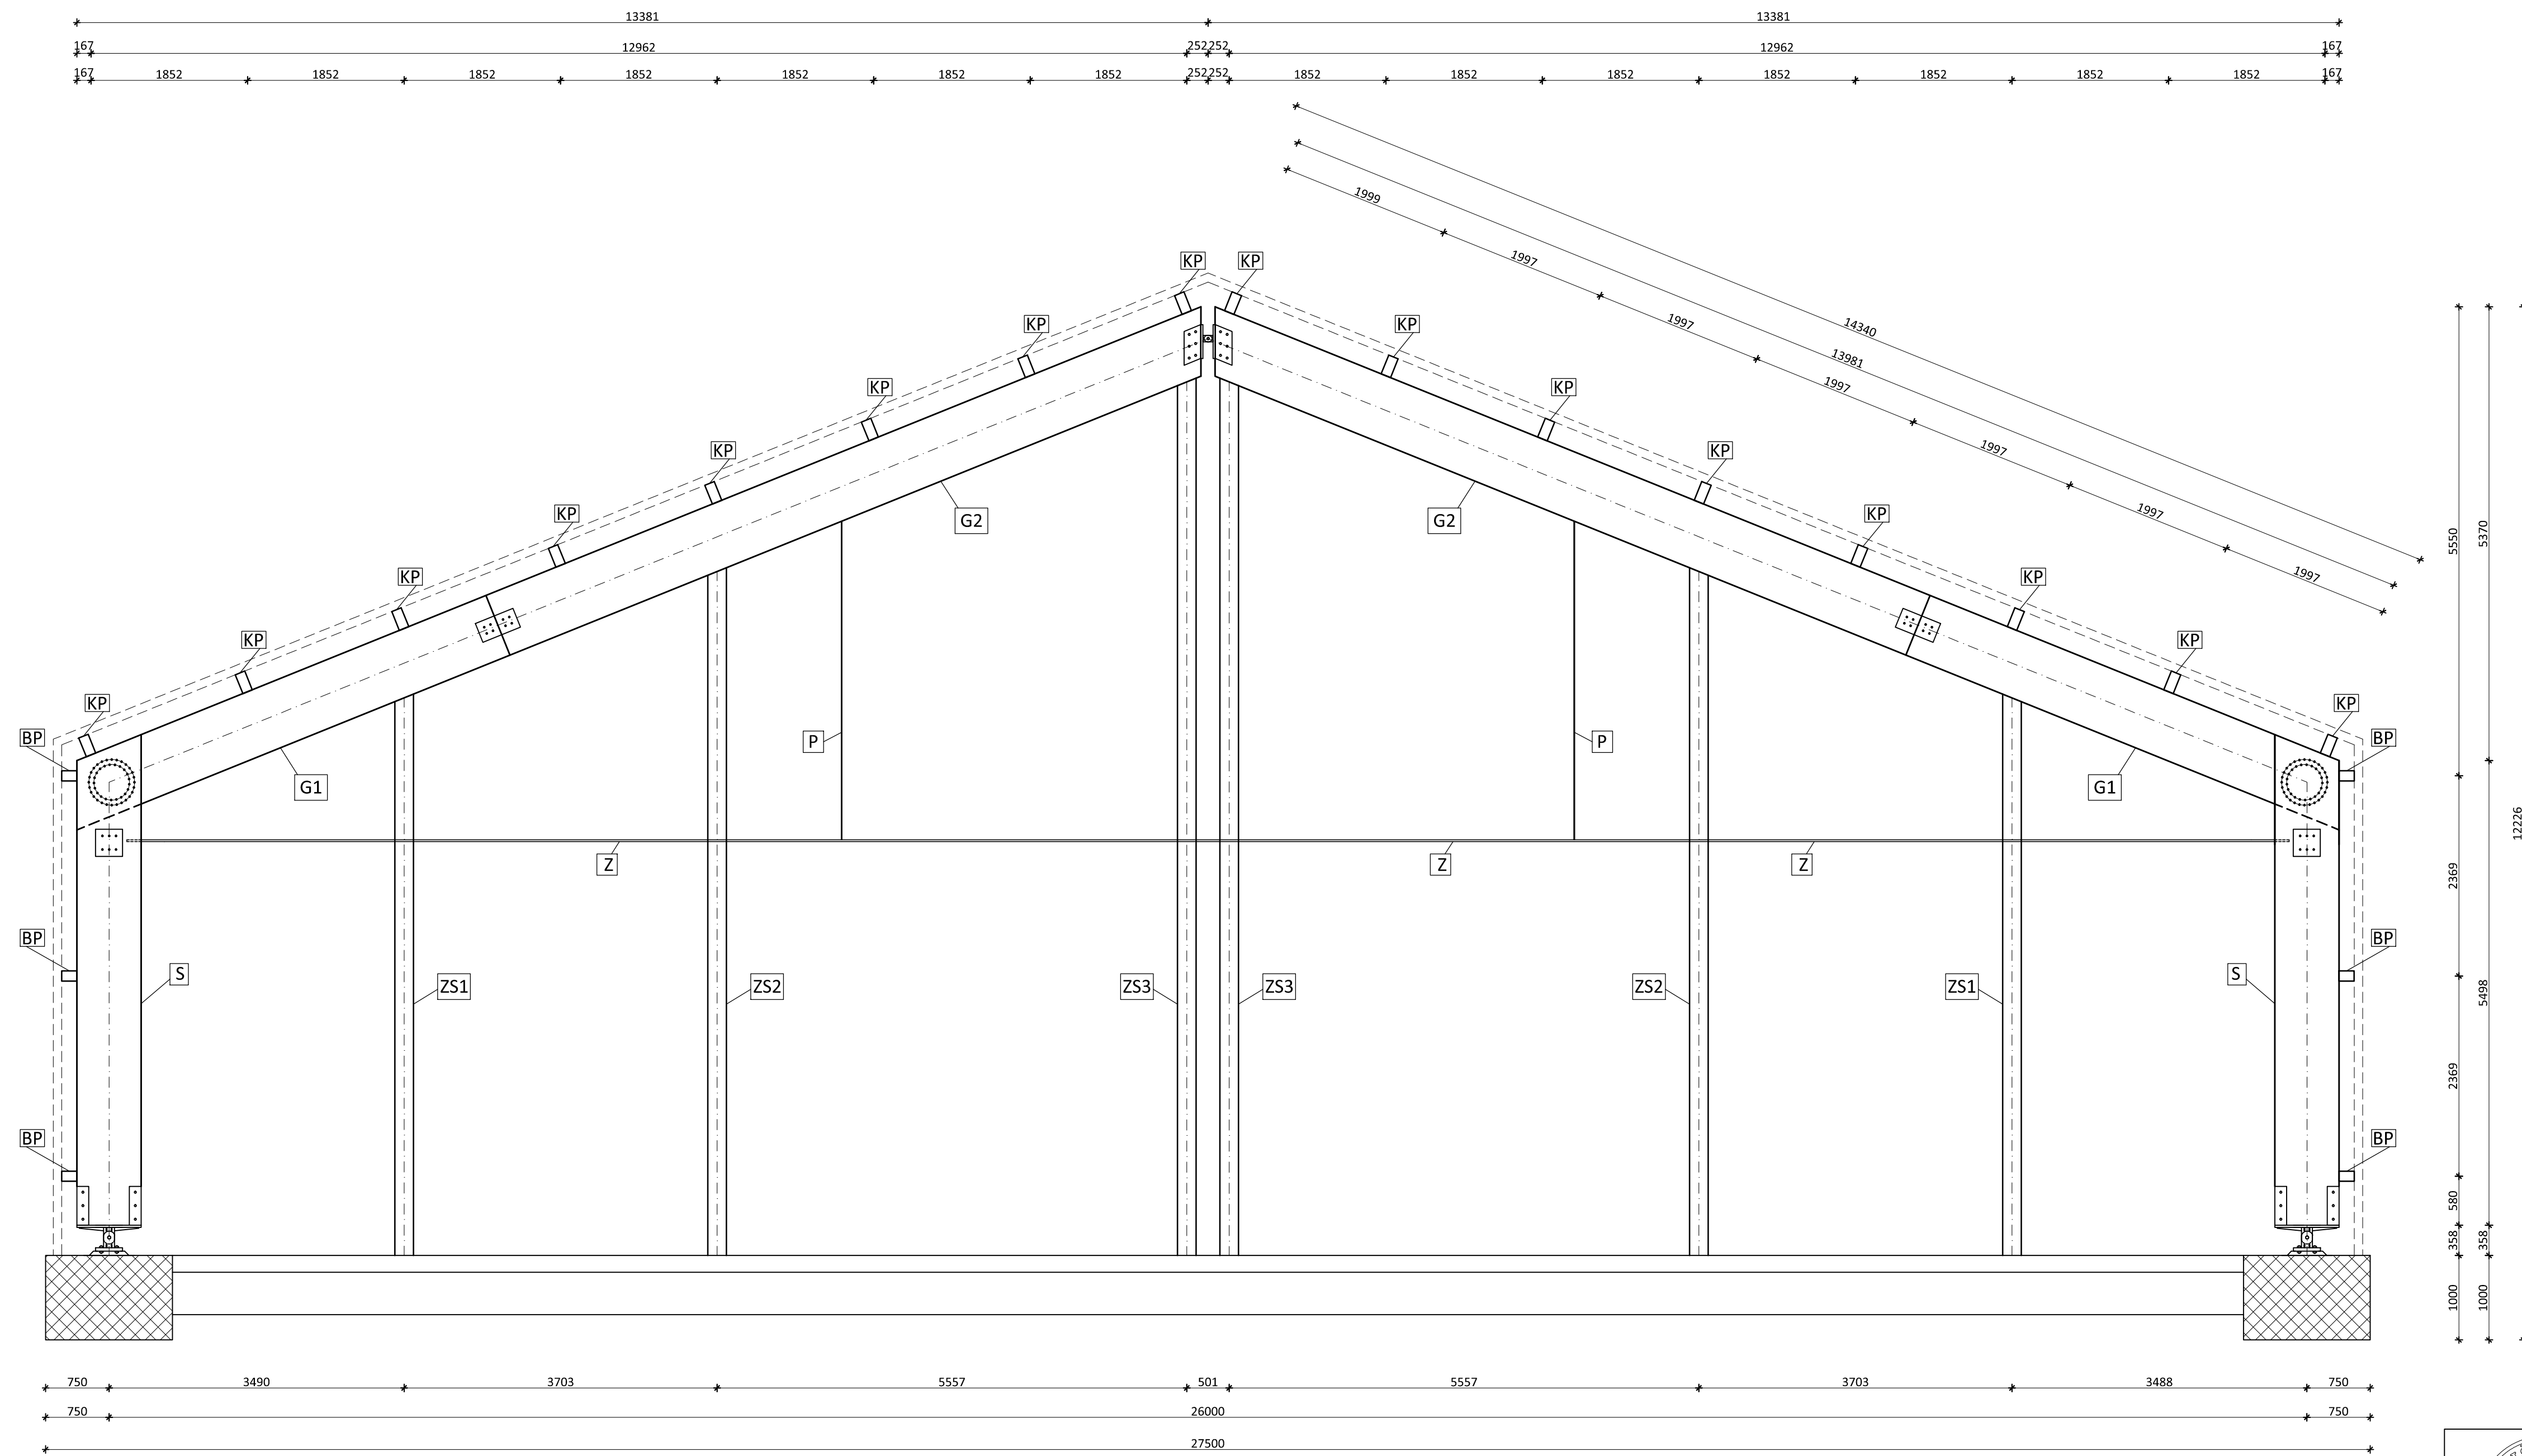 13381 13381
167 12962 252 252 12962 167
167 1852 1852 1852 1852 1852 1852 1852 252 252 1852 1852 1852 1852 1852 1852 1852 167
14340
13981
1999 1997 1997 1997 1997 1997 1997
KP KP
KP KP
KP KP
KP KP
KP KP
KP KP
KP KP
KP KP
G2 G2
BP P P BP
G1 G1
Z Z Z
BP BP
S ZS1 ZS2 ZS3 ZS3 ZS2 ZS1 S
BP BP
5550 2369 2369 580 358 1000
5370 5498 358 1000
12226
750 3490 3703 5557 501 5557 3703 3488 750
750 26000 750
27500